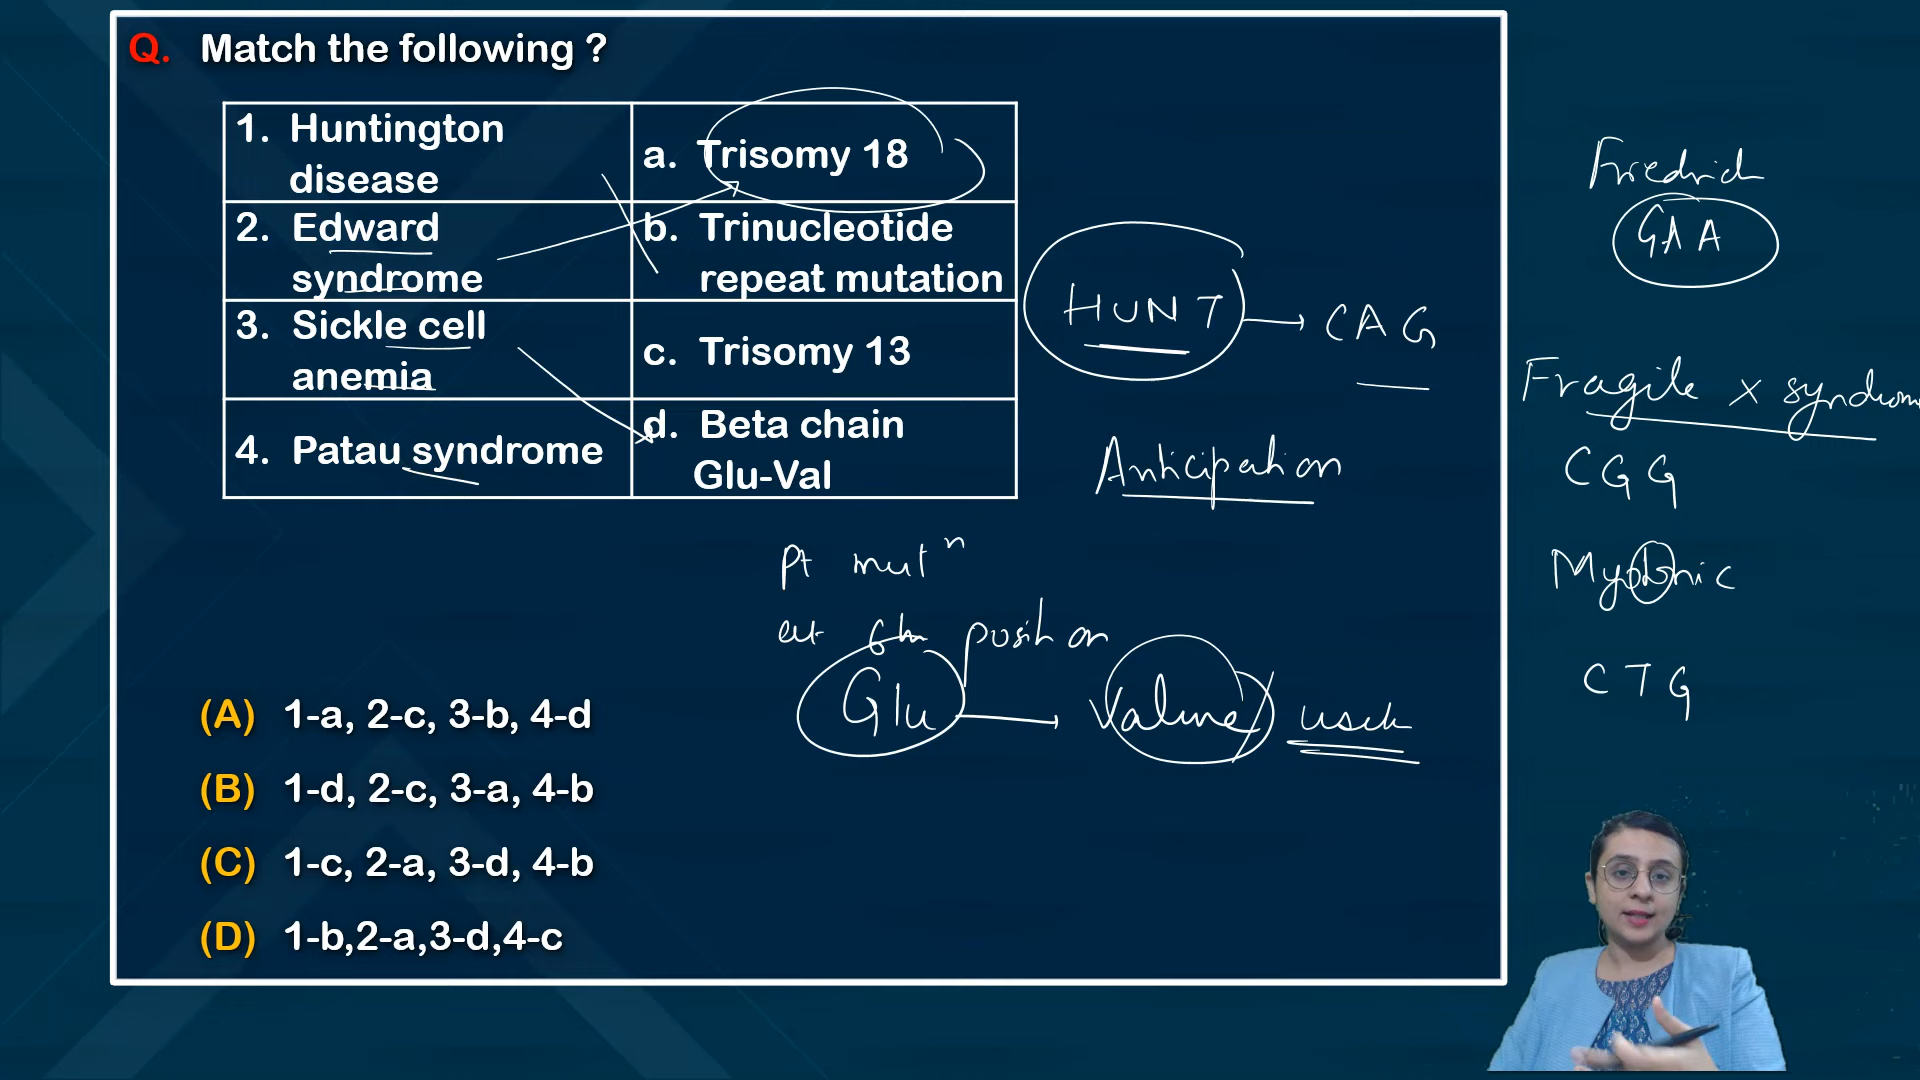 Q. Match the following ?
1. Huntington disease
a. Trisomy 18
2. Edward syndrome
b. Trinucleotide repeat mutation
3. Sickle cell anemia
c. Trisomy 13
4. Patau syndrome
d. Beta chain Glu-Val
HUNT → CAG
Anticipation
Pt mutⁿ
at 6th position
Glu → Valine
(A) 1-a, 2-c, 3-b, 4-d
(B) 1-d, 2-c, 3-a, 4-b
(C) 1-c, 2-a, 3-d, 4-b
(D) 1-b,2-a,3-d,4-c
Friedrich
GAA
Fragile X syndrome
CGG
Myotonic
CTG